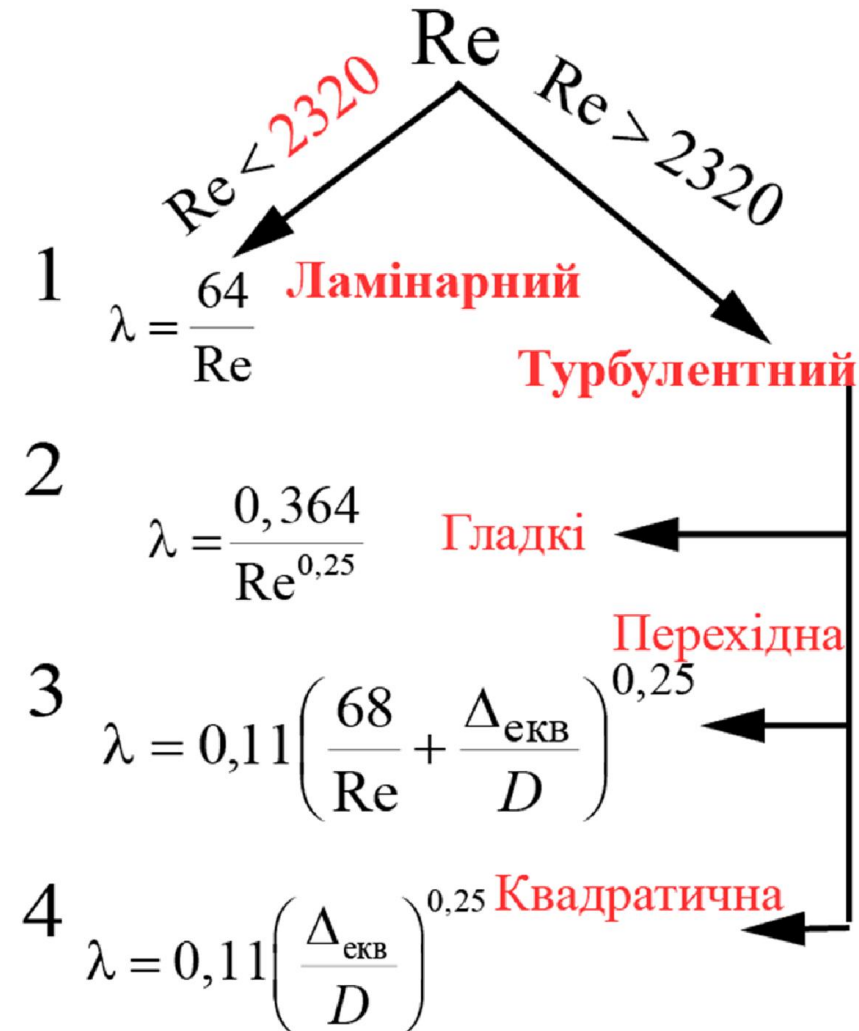 Re
Re < 2320
Re > 2320
1
λ = 64/Re
Ламінарний
Турбулентний
2
λ = 0,364/Re^0,25
Гладкі
Перехідна
3
λ = 0,11(68/Re + Δекв/D)^0,25
4
λ = 0,11(Δекв/D)^0,25
Квадратична